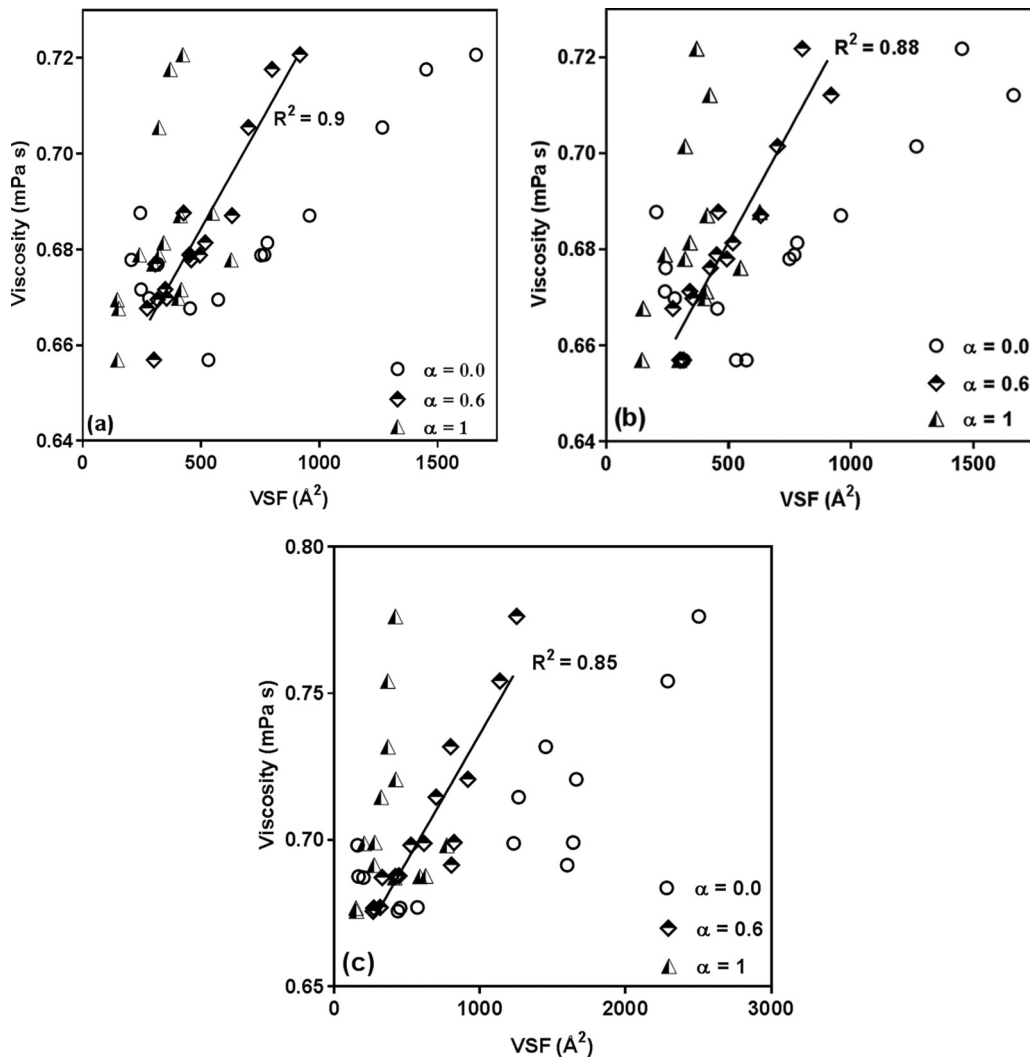 0.72
0.70
0.68
0.66
0.64
Viscosity (mPa s)
R² = 0.9
α = 0.0
α = 0.6
α = 1
(a)
0 500 1000 1500
VSF (Å²)
0.72
0.70
0.68
0.66
0.64
Viscosity (mPa s)
R² = 0.88
α = 0.0
α = 0.6
α = 1
(b)
0 500 1000 1500
VSF (Å²)
0.80
0.75
0.70
0.65
Viscosity (mPa s)
R² = 0.85
α = 0.0
α = 0.6
α = 1
(c)
0 1000 2000 3000
VSF (Å²)